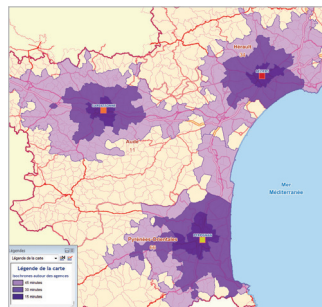 Hérault
Aude
11
Mer
Méditerranée
Pyrénées Orientales
Agences
Légende de la carte
Légende de la carte
Isochrones autour des agences
45 minutes
30 minutes
15 minutes